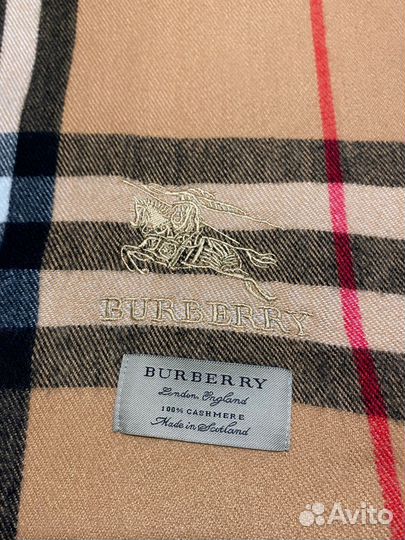 BURBERRY
BURBERRY
London, England
100% CASHMERE
Made in Scotland
Avito